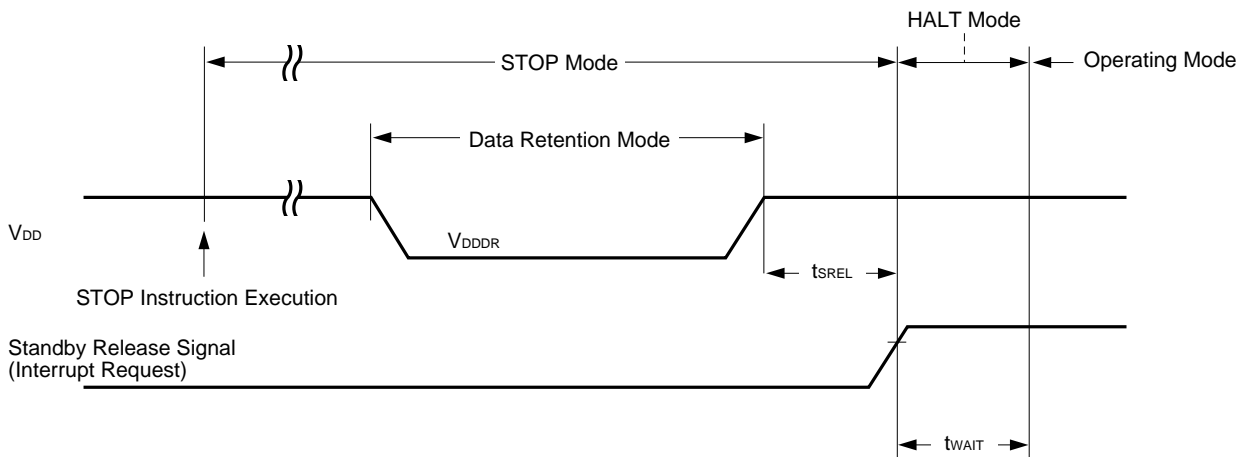 HALT Mode
STOP Mode
Operating Mode
Data Retention Mode
VDD
VDDDR
tSREL
STOP Instruction Execution
Standby Release Signal
(Interrupt Request)
tWAIT